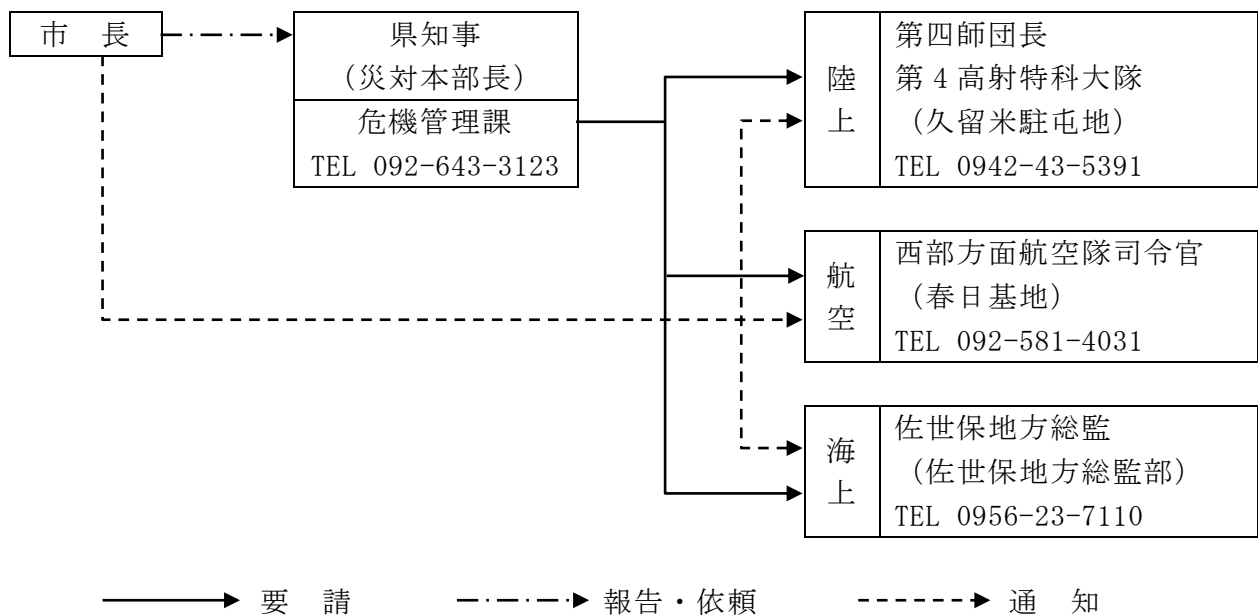 市　長
県知事
（災対本部長）
危機管理課
TEL 092-643-3123
陸上
第四師団長
第４高射特科大隊
（久留米駐屯地）
TEL 0942-43-5391
航空
西部方面航空隊司令官
（春日基地）
TEL 092-581-4031
海上
佐世保地方総監
（佐世保地方総監部）
TEL 0956-23-7110
要　請　報告・依頼　通　知